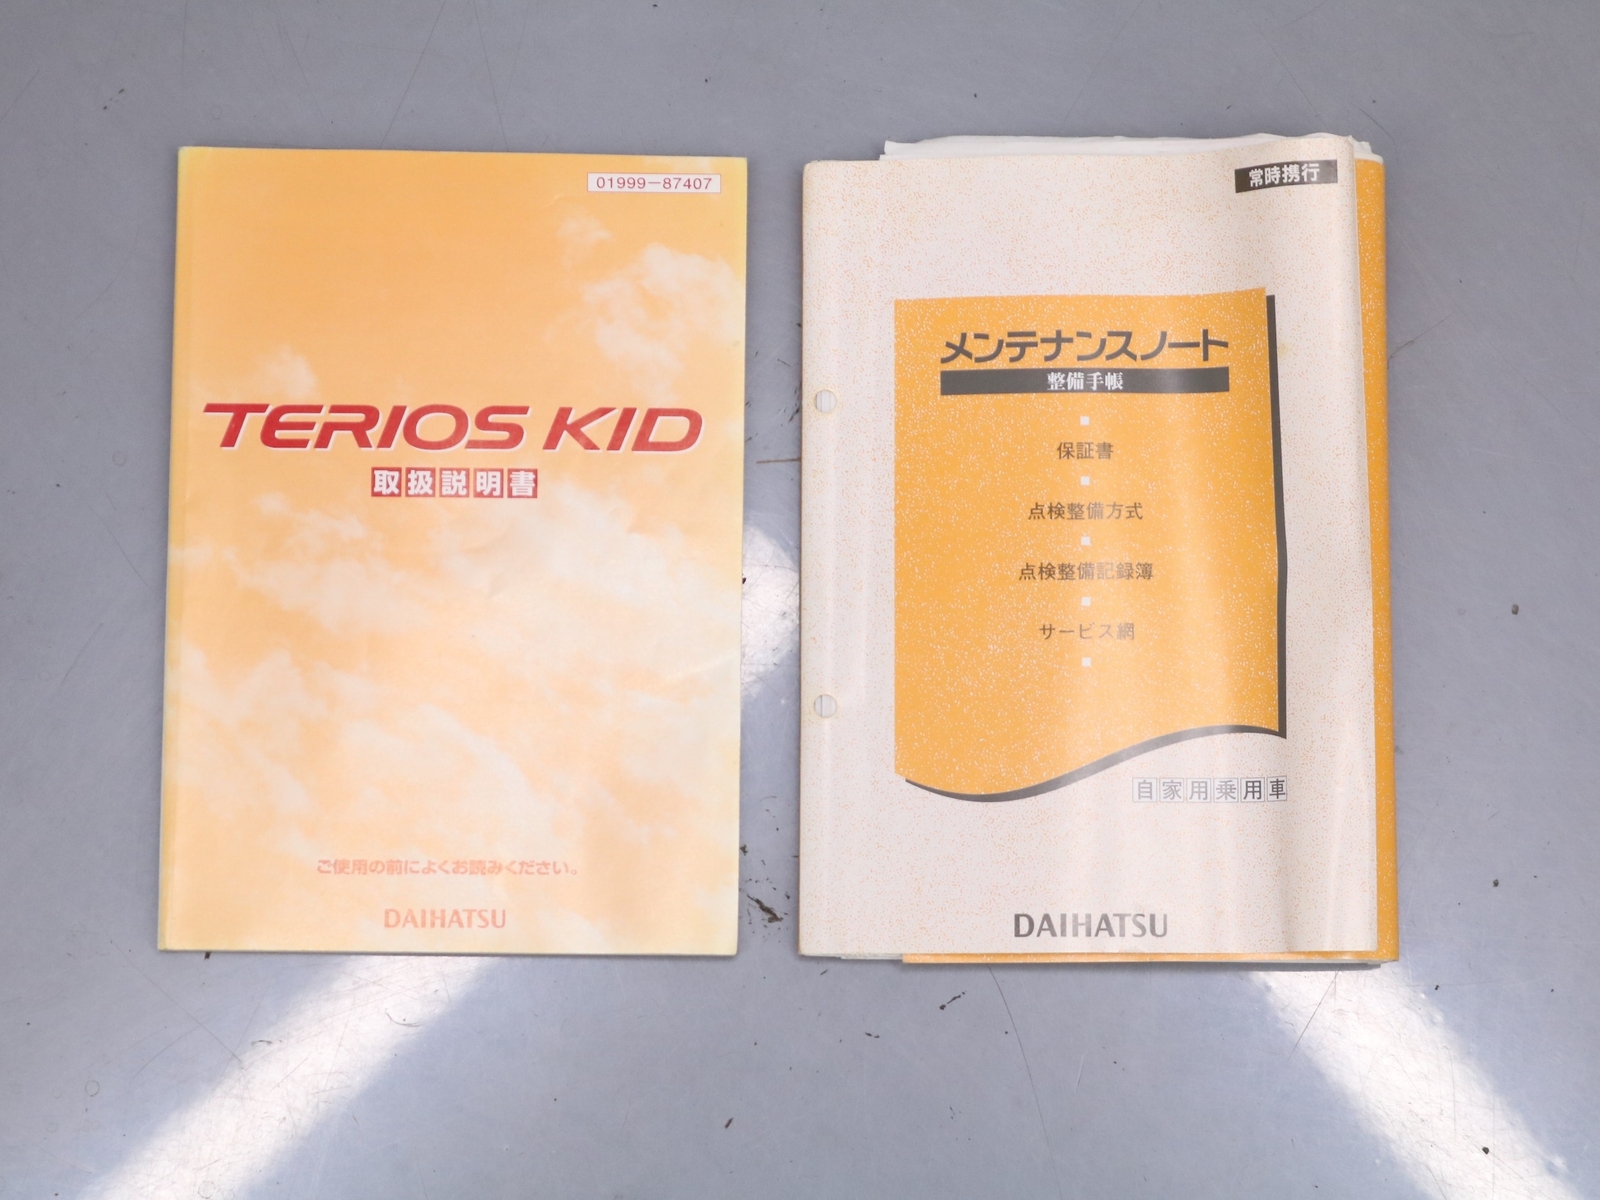 01999-87407
TERIOS KID
取扱説明書
ご使用の前によくお読みください。
DAIHATSU
常時携行
メンテナンスノート
整備手帳
保証書
点検整備方式
点検整備記録簿
サービス網
自家用乗用車
DAIHATSU